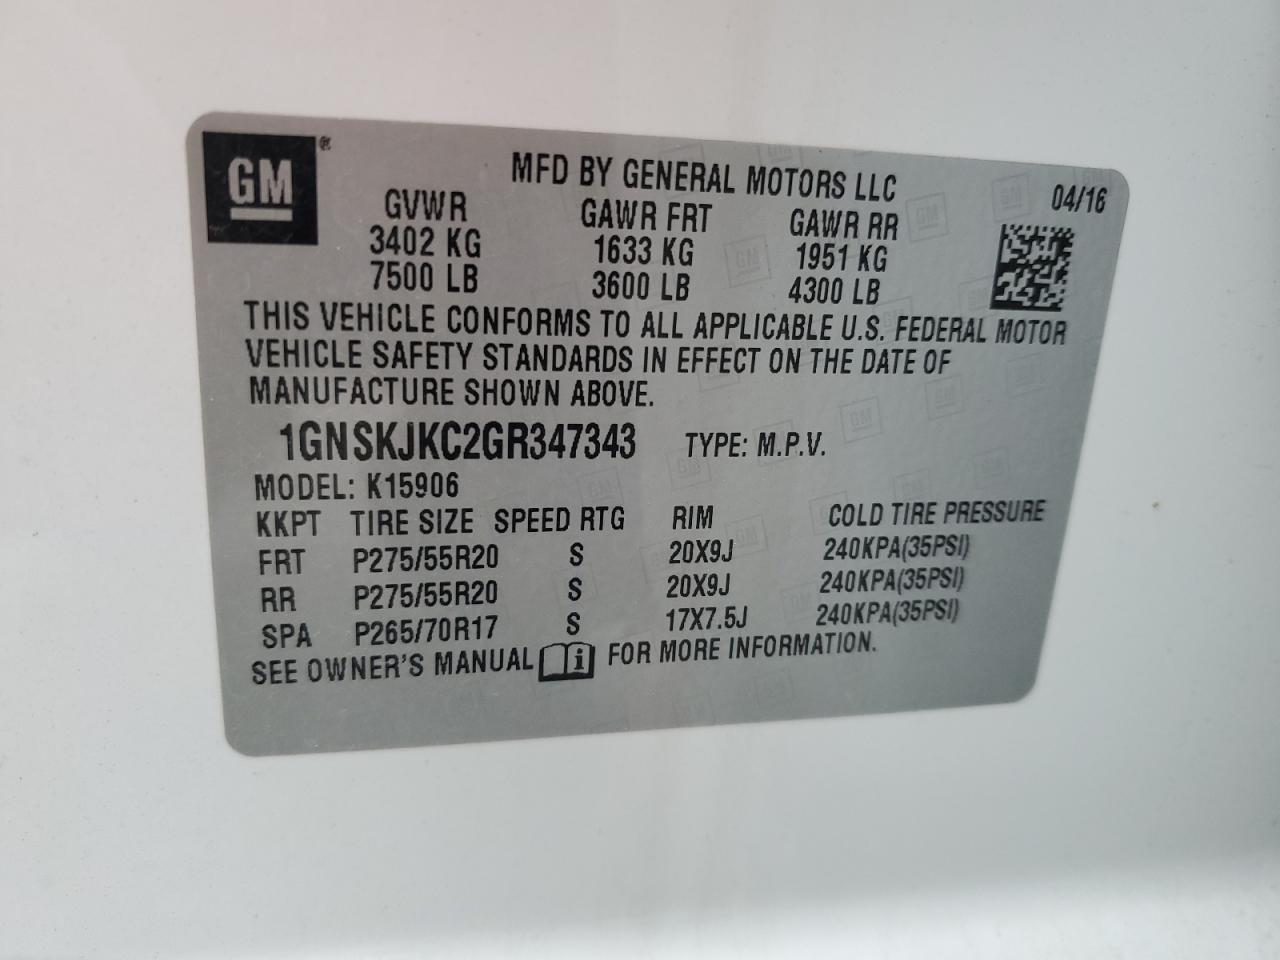 GM ®
MFD BY GENERAL MOTORS LLC 04/16
GVWR GAWR FRT GAWR RR
3402 KG 1633 KG 1951 KG
7500 LB 3600 LB 4300 LB
THIS VEHICLE CONFORMS TO ALL APPLICABLE U.S. FEDERAL MOTOR
VEHICLE SAFETY STANDARDS IN EFFECT ON THE DATE OF
MANUFACTURE SHOWN ABOVE.
1GNSKJKC2GR347343 TYPE: M.P.V.
MODEL: K15906
KKPT TIRE SIZE SPEED RTG RIM COLD TIRE PRESSURE
FRT P275/55R20 S 20X9J 240KPA(35PSI)
RR P275/55R20 S 20X9J 240KPA(35PSI)
SPA P265/70R17 S 17X7.5J 240KPA(35PSI)
SEE OWNER'S MANUAL i FOR MORE INFORMATION.